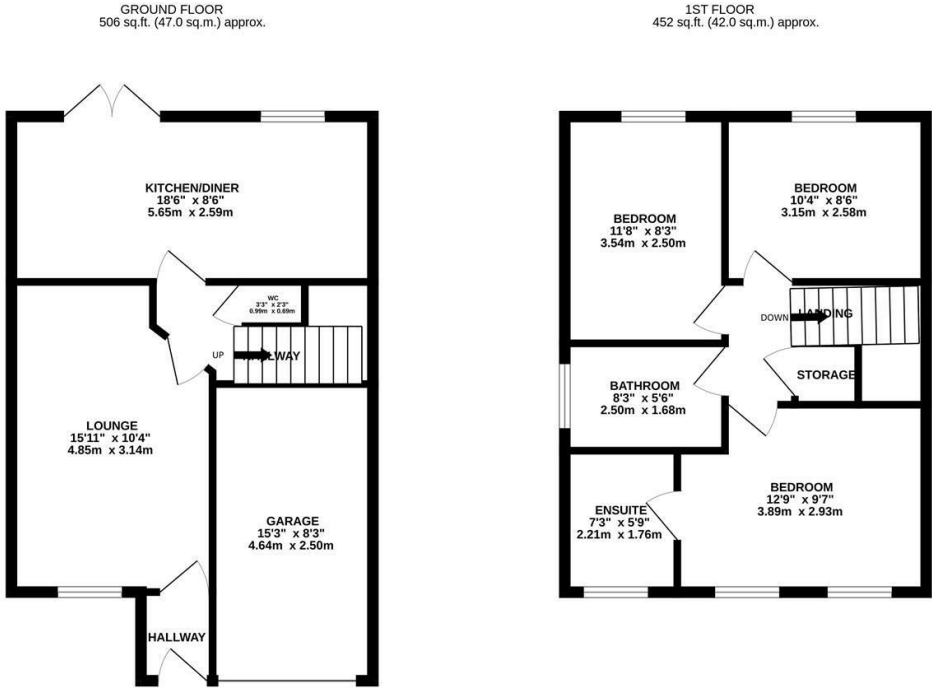 GROUND FLOOR
506 sq.ft. (47.0 sq.m.) approx.
KITCHEN/DINER
18'6" x 8'6"
5.65m x 2.59m
WC
3'3" x 2'3"
0.99m x 0.69m
UP
HALLWAY
LOUNGE
15'11" x 10'4"
4.85m x 3.14m
GARAGE
15'3" x 8'3"
4.64m x 2.50m
HALLWAY
1ST FLOOR
452 sq.ft. (42.0 sq.m.) approx.
BEDROOM
11'8" x 8'3"
3.54m x 2.50m
BEDROOM
10'4" x 8'6"
3.15m x 2.58m
DOWN
LANDING
STORAGE
BATHROOM
8'3" x 5'6"
2.50m x 1.68m
ENSUITE
7'3" x 5'9"
2.21m x 1.76m
BEDROOM
12'9" x 9'7"
3.89m x 2.93m